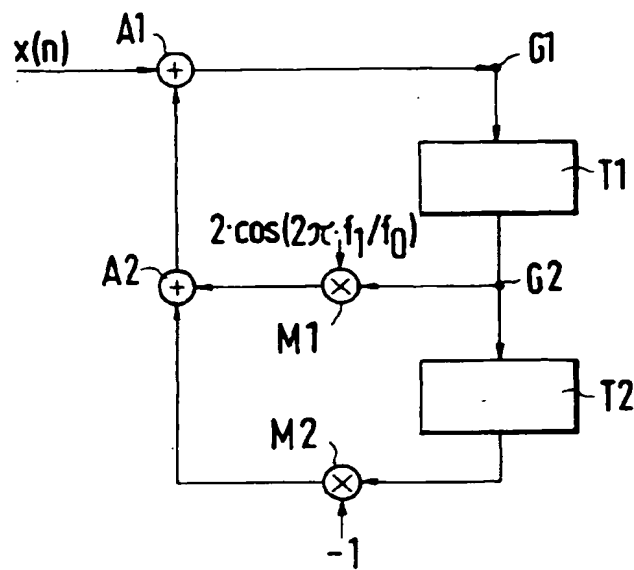 A1
x(n)
+
G1
T1
2·cos(2π·f₁/f₀)
A2
+
×
G2
M1
T2
M2
×
-1